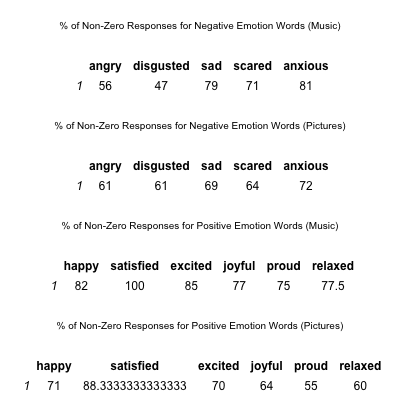 % of Non-Zero Responses for Negative Emotion Words (Music)
angry disgusted sad scared anxious
1 56 47 79 71 81
% of Non-Zero Responses for Negative Emotion Words (Pictures)
angry disgusted sad scared anxious
1 61 61 69 64 72
% of Non-Zero Responses for Positive Emotion Words (Music)
happy satisfied excited joyful proud relaxed
1 82 100 85 77 75 77.5
% of Non-Zero Responses for Positive Emotion Words (Pictures)
happy satisfied excited joyful proud relaxed
1 71 88.3333333333333 70 64 55 60